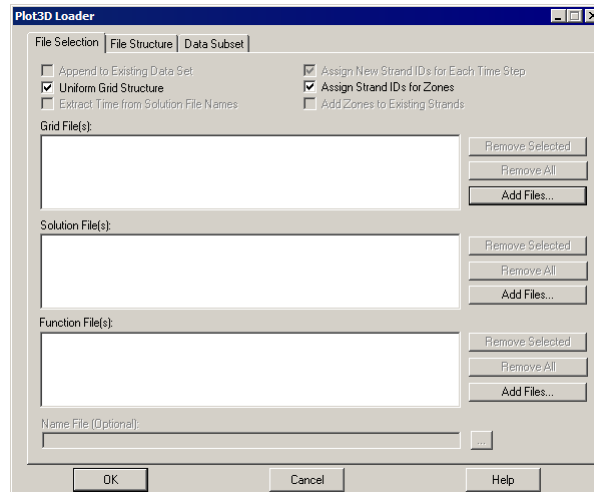 Plot3D Loader
File Selection File Structure Data Subset
Append to Existing Data Set Assign New Strand IDs for Each Time Step
Uniform Grid Structure Assign Strand IDs for Zones
Extract Time from Solution File Names Add Zones to Existing Strands
Grid File(s):
Remove Selected
Remove All
Add Files...
Solution File(s):
Remove Selected
Remove All
Add Files...
Function File(s):
Remove Selected
Remove All
Add Files...
Name File (Optional):
...
OK Cancel Help